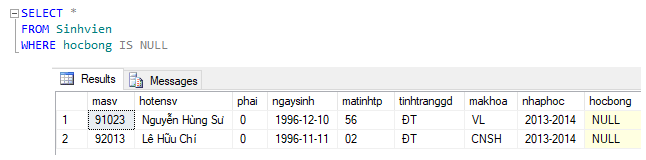 SELECT *
FROM Sinhvien
WHERE hocbong IS NULL
Results Messages
masv hotensv phai ngaysinh matinhtp tinhtranggd makhoa nhaphoc hocbong
1 91023 Nguyễn Hùng Sư 0 1996-12-10 56 ĐT VL 2013-2014 NULL
2 92013 Lê Hữu Chí 0 1996-11-11 02 ĐT CNSH 2013-2014 NULL